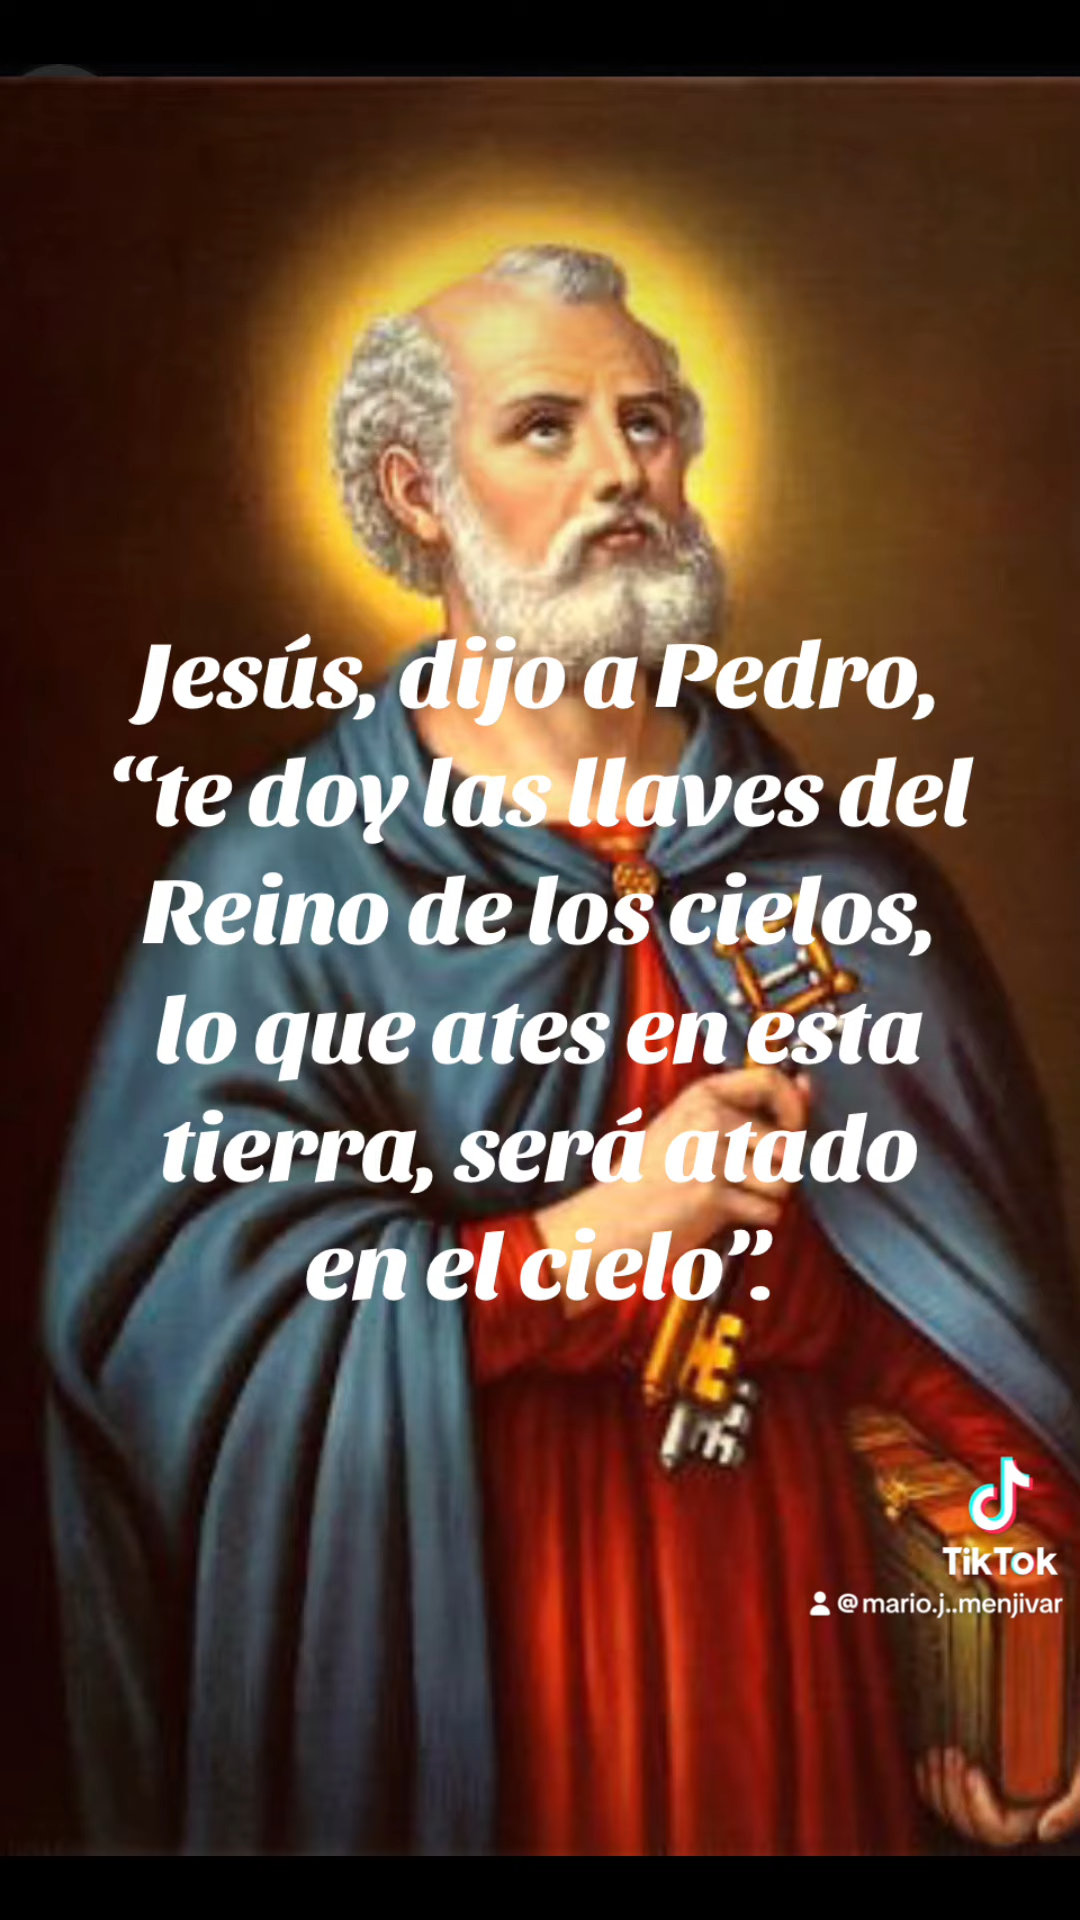 Jesús, dijo a Pedro,
“te doy las llaves del
Reino de los cielos,
lo que ates en esta
tierra, será atado
en el cielo”.
TikTok
@mario.j..menjivar